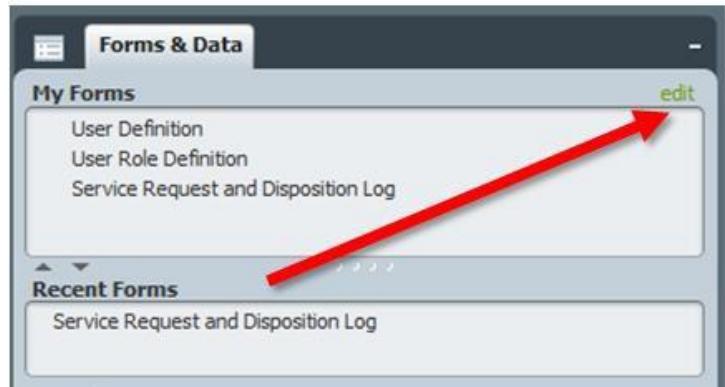 Forms & Data
My Forms
edit
User Definition
User Role Definition
Service Request and Disposition Log
Recent Forms
Service Request and Disposition Log